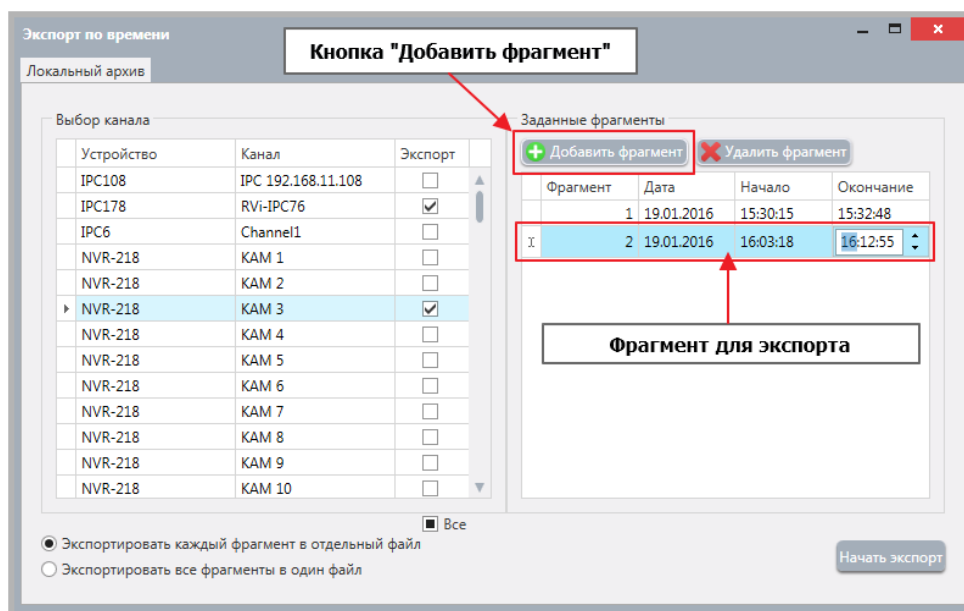 Экспорт по времени
Кнопка "Добавить фрагмент"
Локальный архив
Выбор канала
Устройство Канал Экспорт
IPC108 IPC 192.168.11.108
IPC178 RVi-IPC76
IPC6 Channel1
NVR-218 КАМ 1
NVR-218 КАМ 2
NVR-218 КАМ 3
NVR-218 КАМ 4
NVR-218 КАМ 5
NVR-218 КАМ 6
NVR-218 КАМ 7
NVR-218 КАМ 8
NVR-218 КАМ 9
NVR-218 КАМ 10
Все
Заданные фрагменты
Добавить фрагмент Удалить фрагмент
Фрагмент Дата Начало Окончание
1 19.01.2016 15:30:15 15:32:48
2 19.01.2016 16:03:18 16:12:55
Фрагмент для экспорта
Экспортировать каждый фрагмент в отдельный файл
Экспортировать все фрагменты в один файл
Начать экспорт